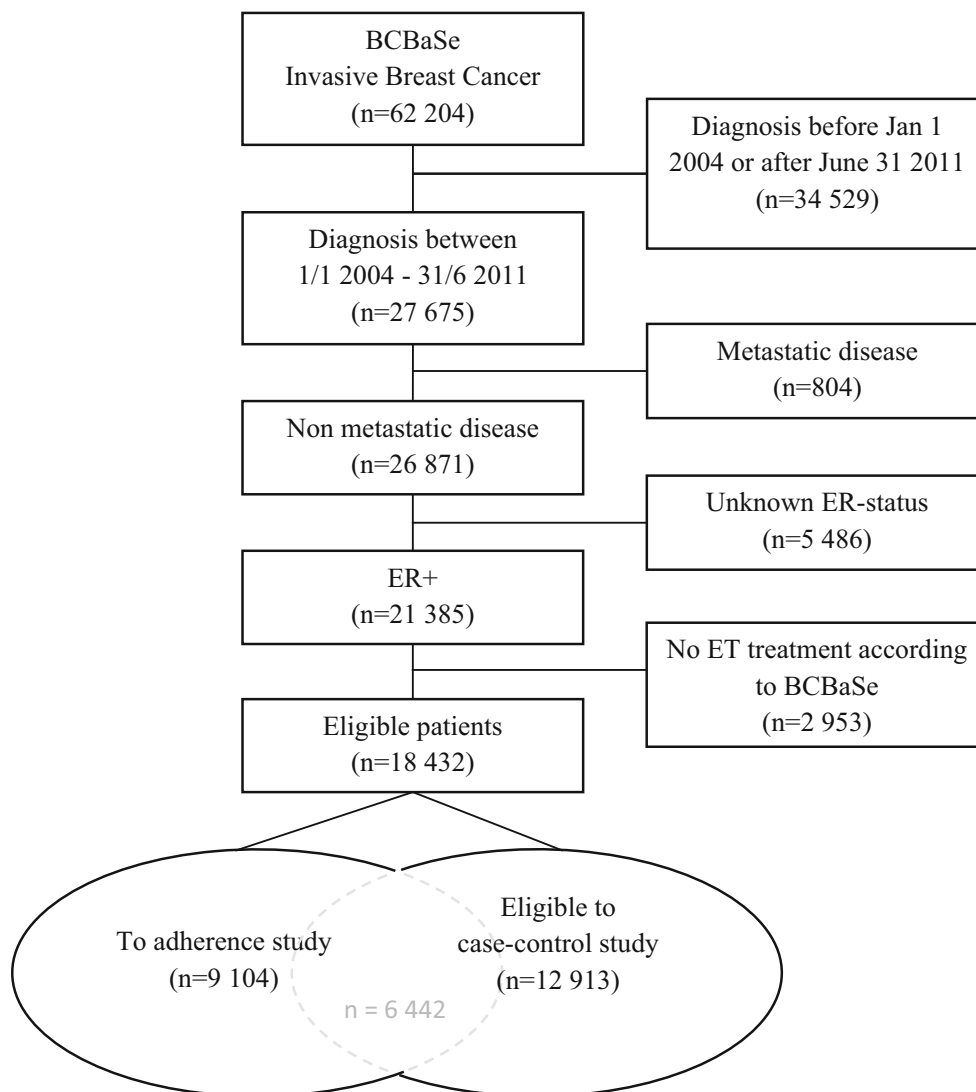 BCBaSe
Invasive Breast Cancer
(n=62 204)
Diagnosis before Jan 1
2004 or after June 31 2011
(n=34 529)
Diagnosis between
1/1 2004 - 31/6 2011
(n=27 675)
Metastatic disease
(n=804)
Non metastatic disease
(n=26 871)
Unknown ER-status
(n=5 486)
ER+
(n=21 385)
No ET treatment according
to BCBaSe
(n=2 953)
Eligible patients
(n=18 432)
To adherence study
(n=9 104)
Eligible to
case-control study
(n=12 913)
n = 6 442